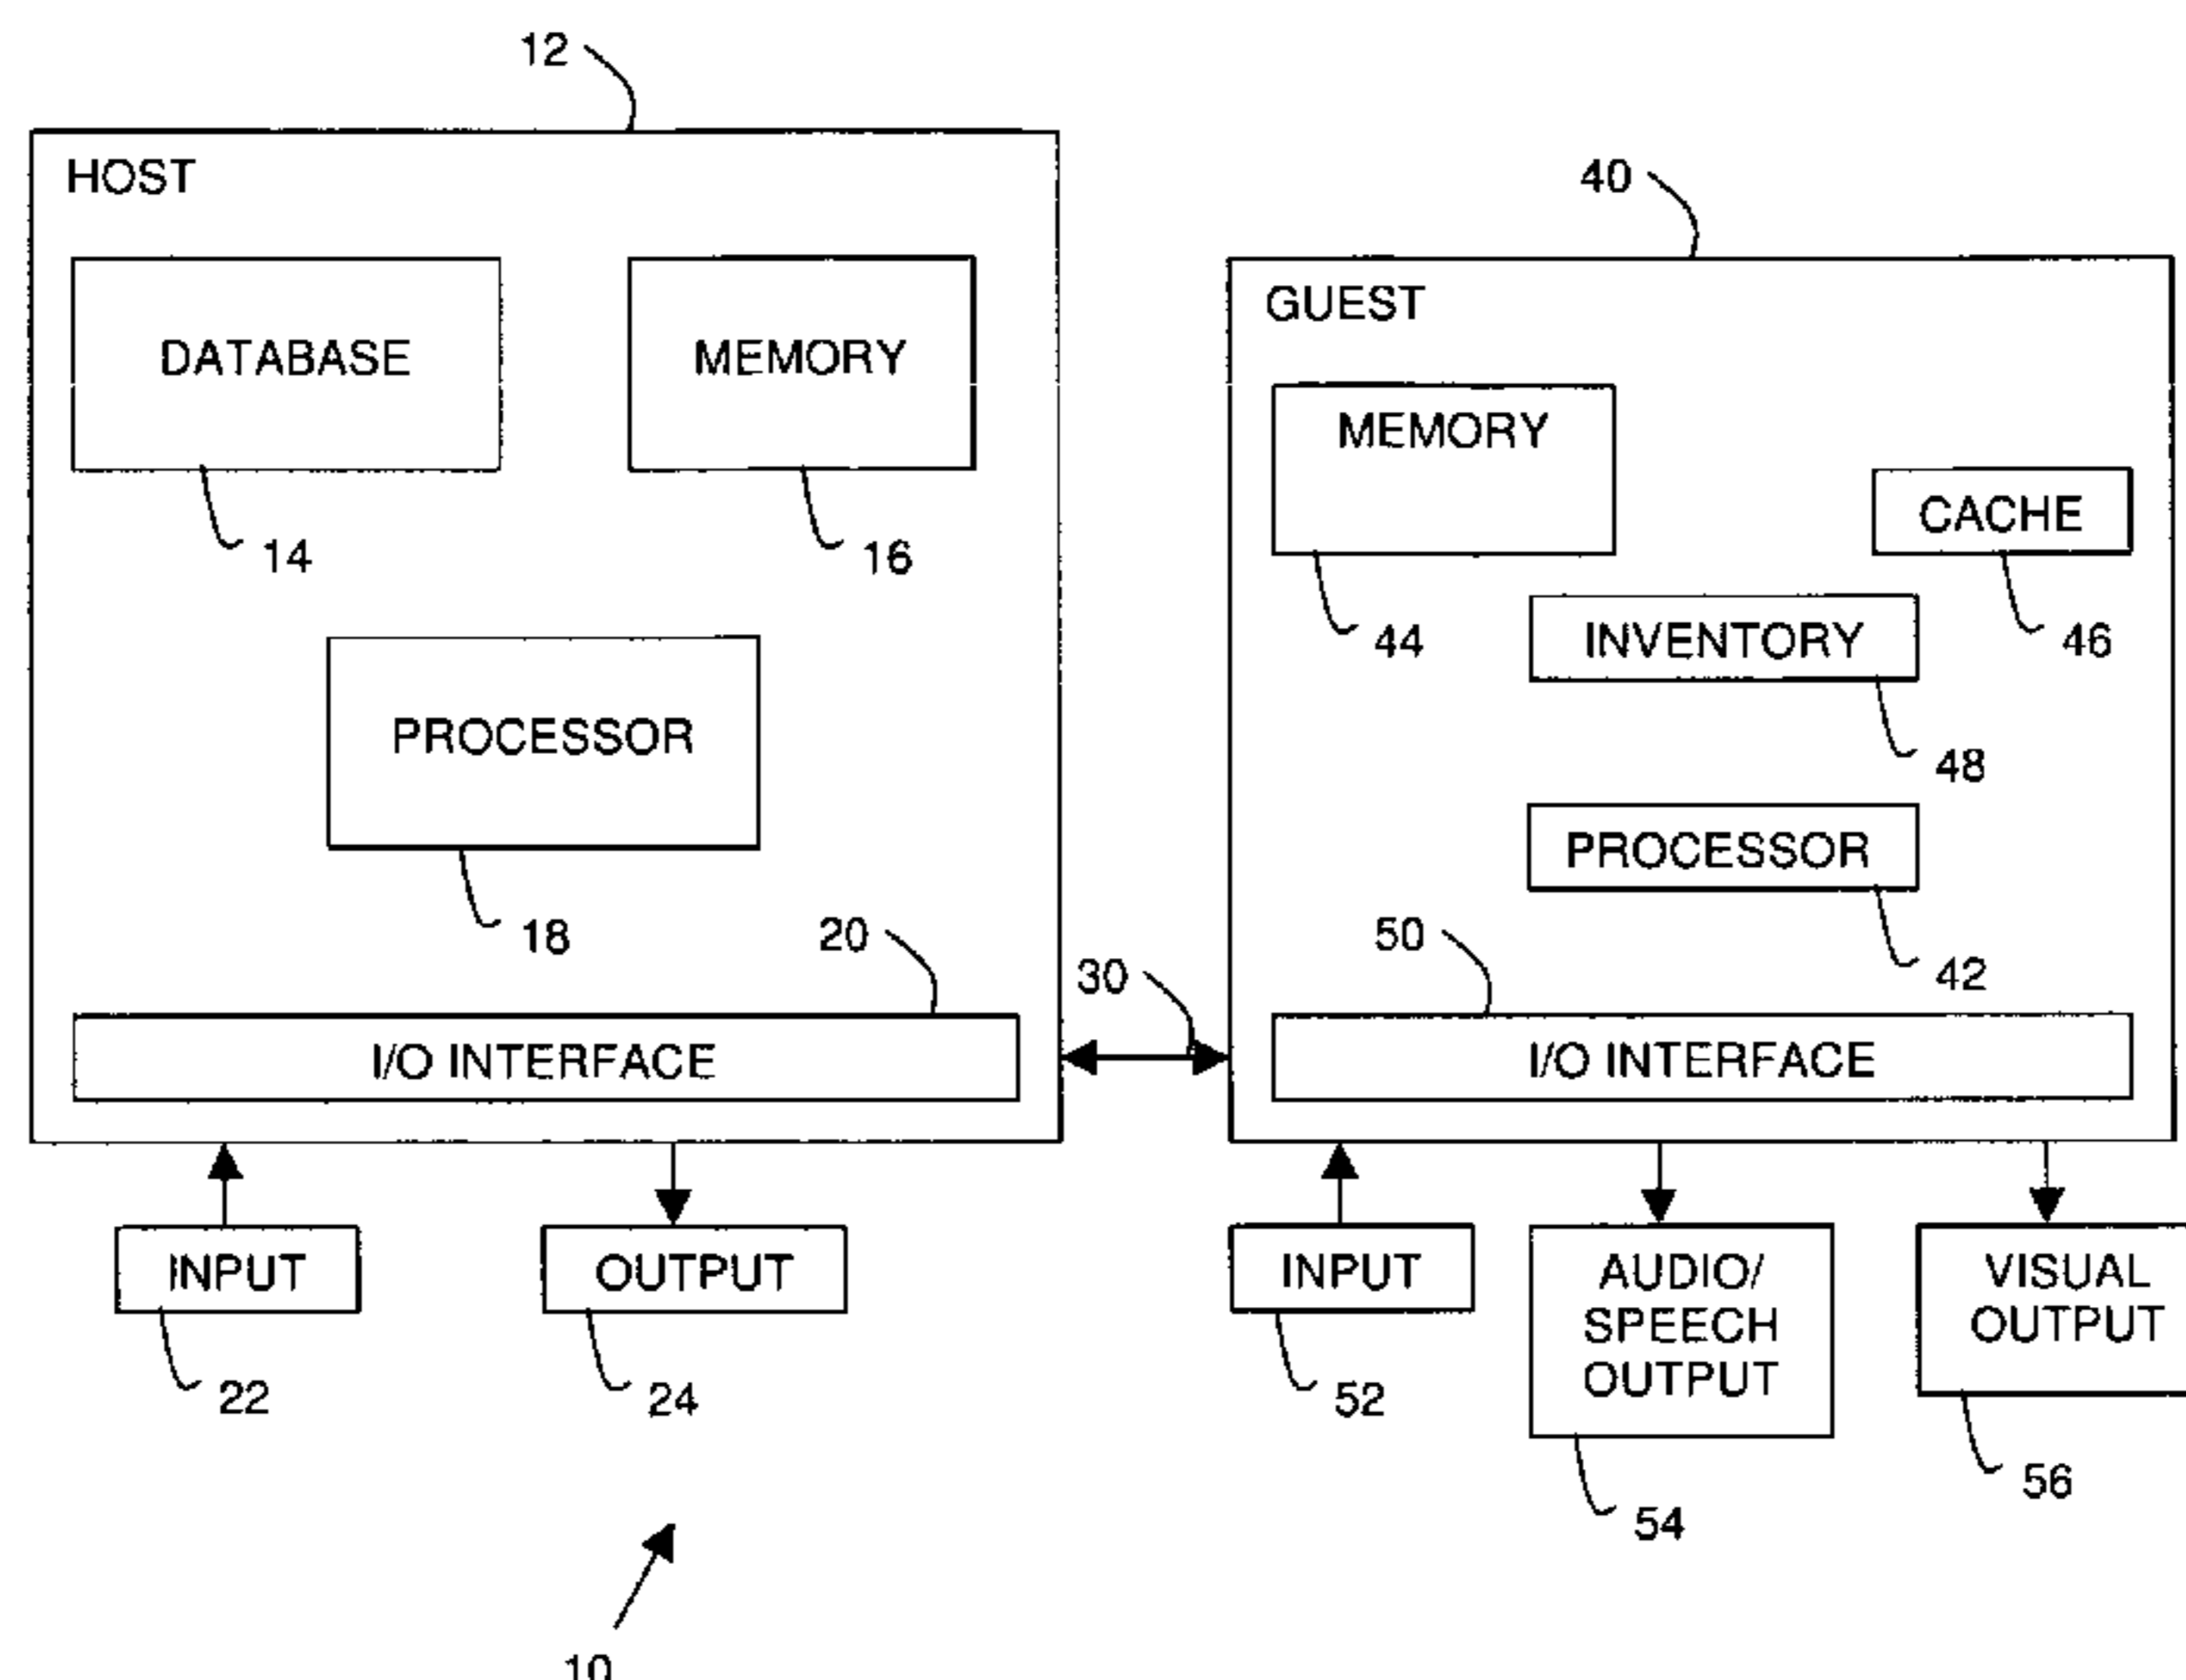 12
HOST
40
GUEST
DATABASE
MEMORY
MEMORY
CACHE
14
16
44
INVENTORY
46
PROCESSOR
48
PROCESSOR
18
20
30
50
42
I/O INTERFACE
I/O INTERFACE
INPUT
OUTPUT
INPUT
AUDIO/
SPEECH
OUTPUT
VISUAL
OUTPUT
22
24
52
54
56
10